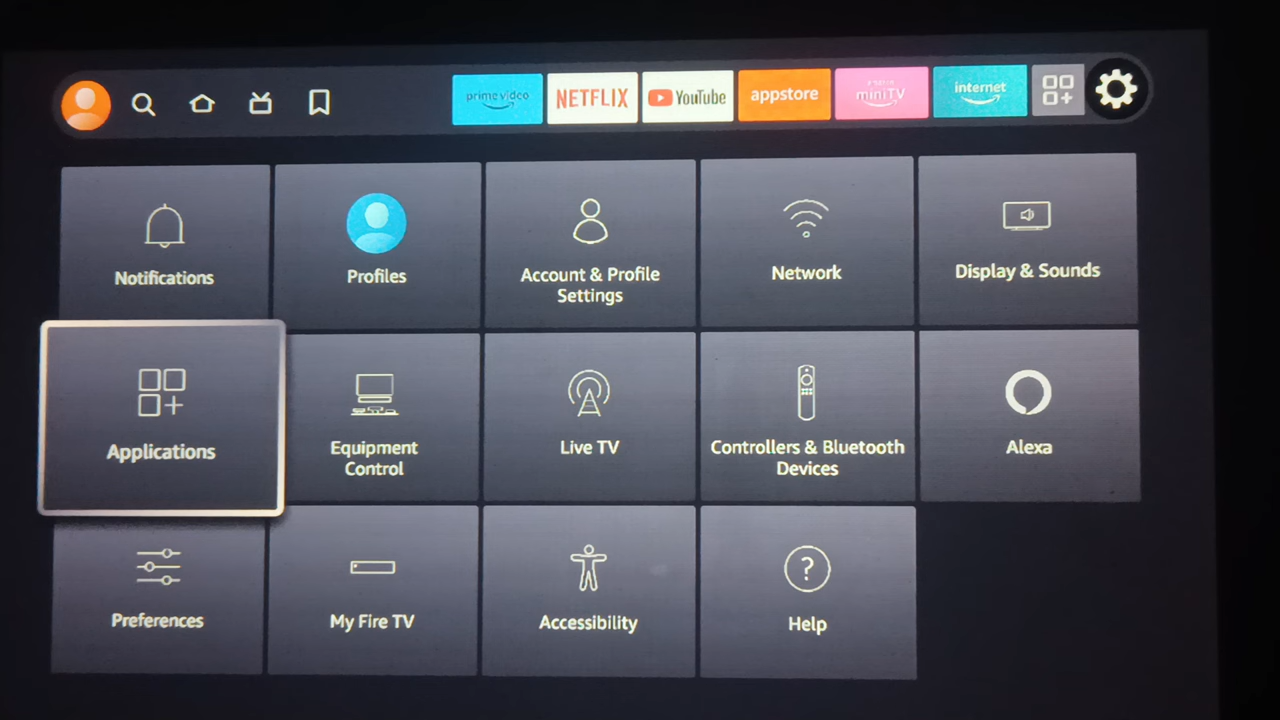 prime video
NETFLIX
YouTube
appstore
amazon
miniTV
internet
Notifications
Profiles
Account & Profile
Settings
Network
Display & Sounds
Applications
Equipment
Control
Live TV
Controllers & Bluetooth
Devices
Alexa
Preferences
My Fire TV
Accessibility
?
Help